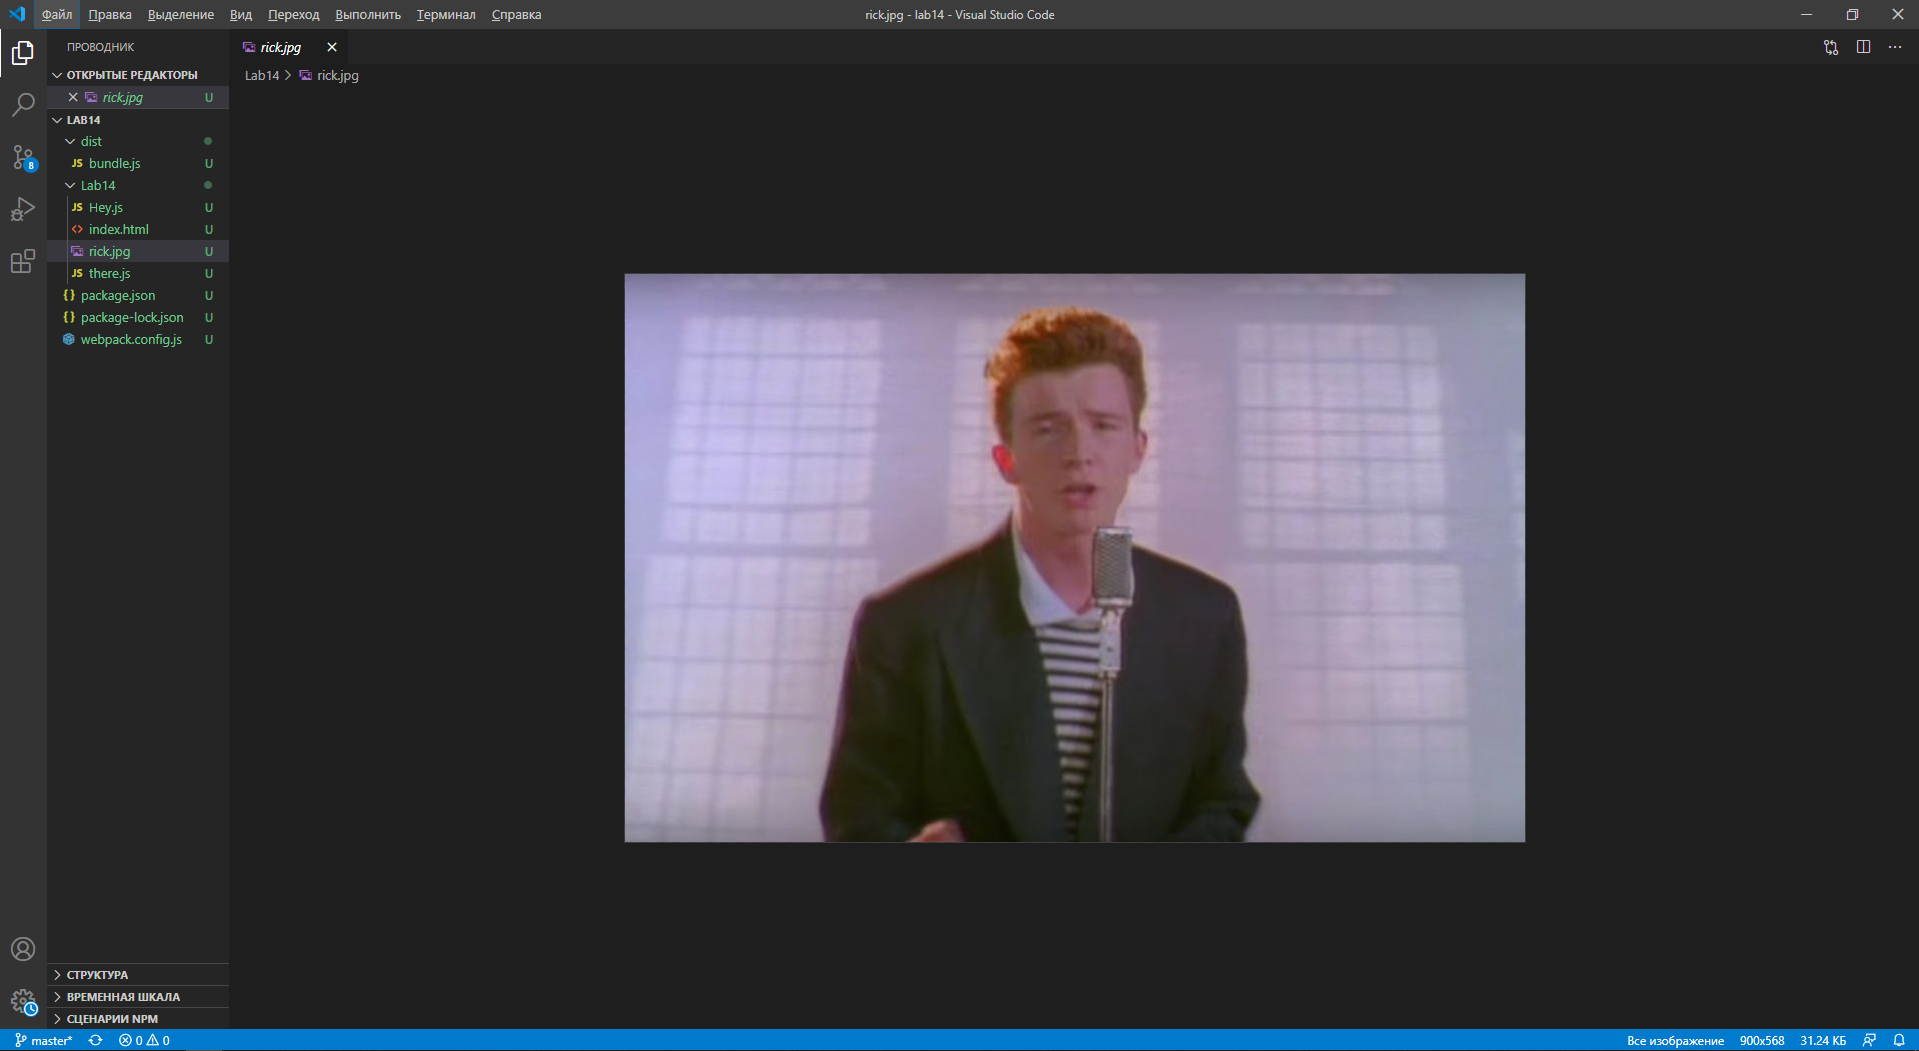 Файл Правка Выделение Вид Переход Выполнить Терминал Справка
rick.jpg - lab14 - Visual Studio Code
ПРОВОДНИК
ОТКРЫТЫЕ РЕДАКТОРЫ
rick.jpg U
LAB14
dist
JS bundle.js U
Lab14
JS Hey.js U
<> index.html U
rick.jpg U
JS there.js U
{} package.json U
{} package-lock.json U
webpack.config.js U
8
СТРУКТУРА
ВРЕМЕННАЯ ШКАЛА
СЦЕНАРИИ NPM
rick.jpg
Lab14 > rick.jpg
master* 0 0
Все изображение 900x568 31.24 КБ